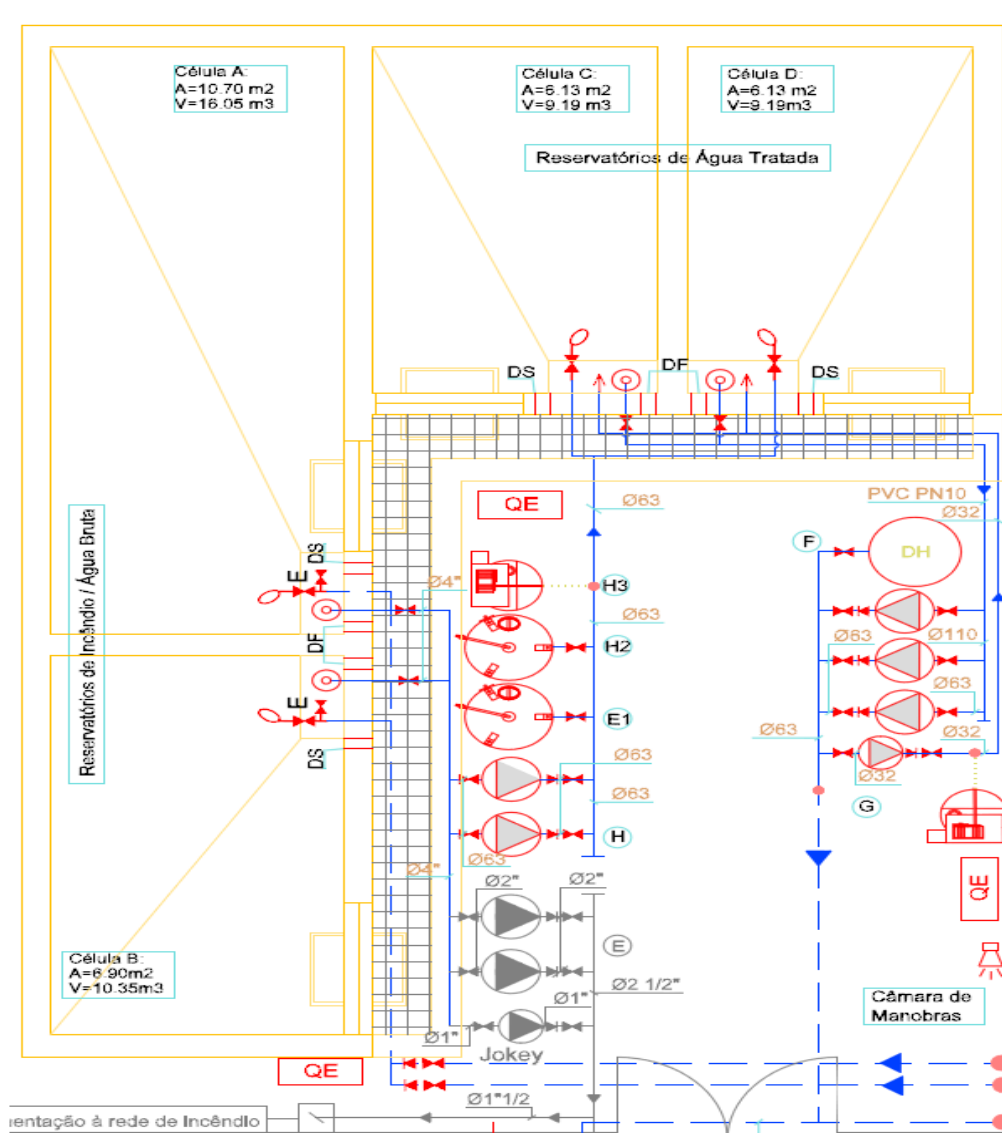 Célula A:
A=10.70 m2
V=16.05 m3
Célula C:
A=6.13 m2
V=9.19 m3
Célula D:
A=6.13 m2
V=9.19m3
Reservatórios de Água Tratada
DS
DF
DS
QE
Ø63
PVC PN10
Ø32
F
DH
Reservatórios de Incêndio / Água Bruta
DS
E
Ø4"
H3
Ø63
DF
H2
Ø63
Ø110
E
E1
Ø63
Ø63
Ø32
DS
Ø63
Ø32
Ø63
G
H
Ø63
Ø4"
QE
Ø2"
Ø2"
E
Célula B:
A=6.90m2
V=10.35m3
Ø2 1/2"
Ø1"
Câmara de
Manobras
Ø1"
Jokey
QE
Ø1"1/2
mentação à rede de Incêndio